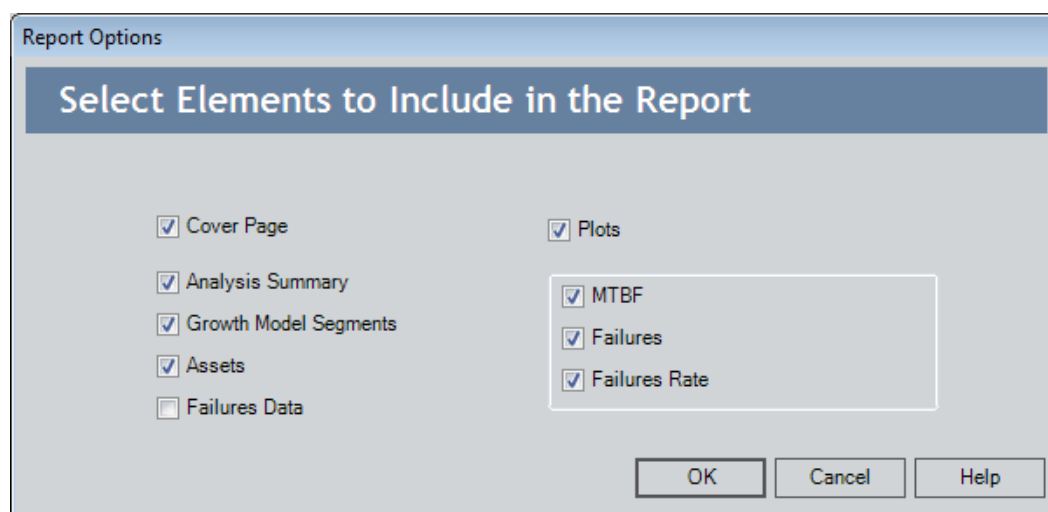 Report Options
Select Elements to Include in the Report
Cover Page
Analysis Summary
Growth Model Segments
Assets
Failures Data
Plots
MTBF
Failures
Failures Rate
OK
Cancel
Help